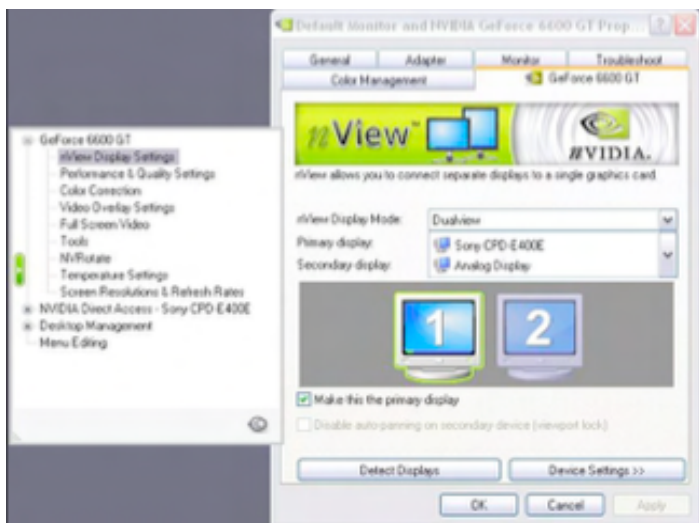 Default Monitor and NVIDIA GeForce 6600 GT Prop...
General Adapter Monitor Troubleshoot
Color Management GeForce 6600 GT
nView™
NVIDIA.
nView allows you to connect separate displays to a single graphics card.
GeForce 6600 GT
nView Display Settings
Performance & Quality Settings
Color Correction
Video Overlay Settings
Full Screen Video
Tools
NVRotate
Temperature Settings
Screen Resolutions & Refresh Rates
NVIDIA Direct Access - Sony CPD-E400E
Desktop Management
Menu Editing
nView Display Mode: Dualview
Primary display: Sony CPD-E400E
Secondary display: Analog Display
1 2
Make this the primary display
Disable auto-panning on secondary device (viewport lock)
Detect Displays Device Settings >>
OK Cancel Apply